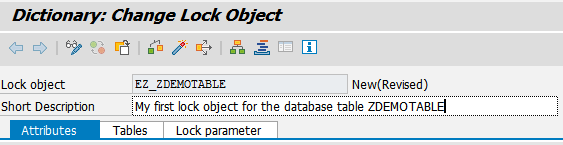 Dictionary: Change Lock Object
Lock object EZ_ZDEMOTABLE New(Revised)
Short Description My first lock object for the database table ZDEMOTABLE
Attributes Tables Lock parameter